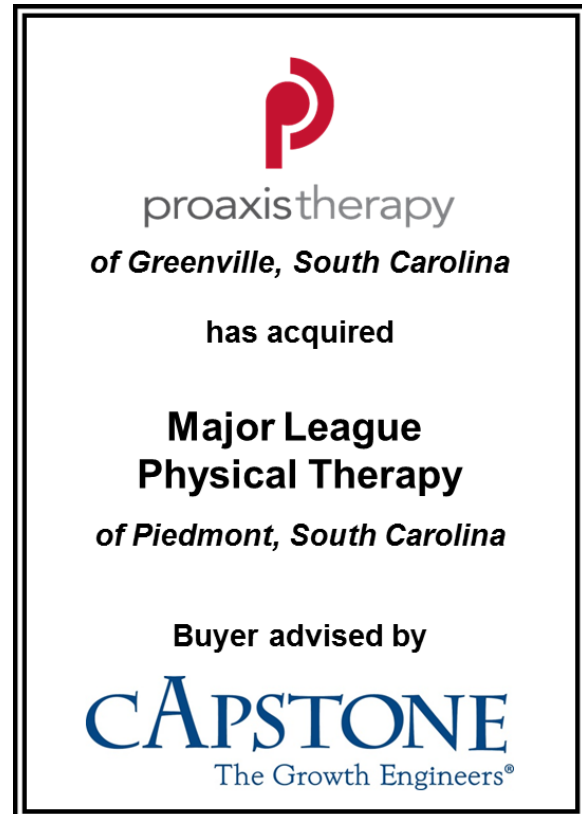 proaxistherapy
of Greenville, South Carolina
has acquired
Major League
Physical Therapy
of Piedmont, South Carolina
Buyer advised by
CAPSTONE
The Growth Engineers®